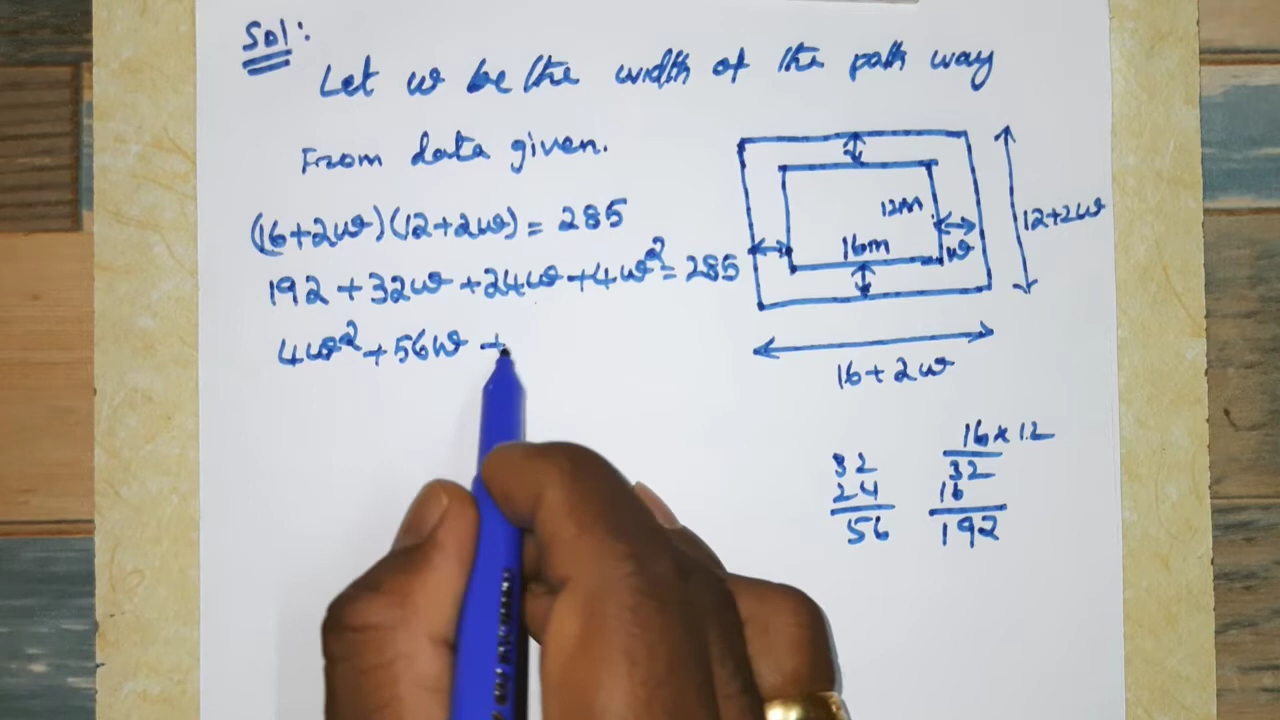 Sol:
Let w be the width of the path way
From data given.
(16+2w)(12+2w) = 285
192 + 32w + 24w + 4w² = 285
4w² + 56w +
12m
16m
w
12+2w
16+2w
32
24
56
16×12
32
16
192